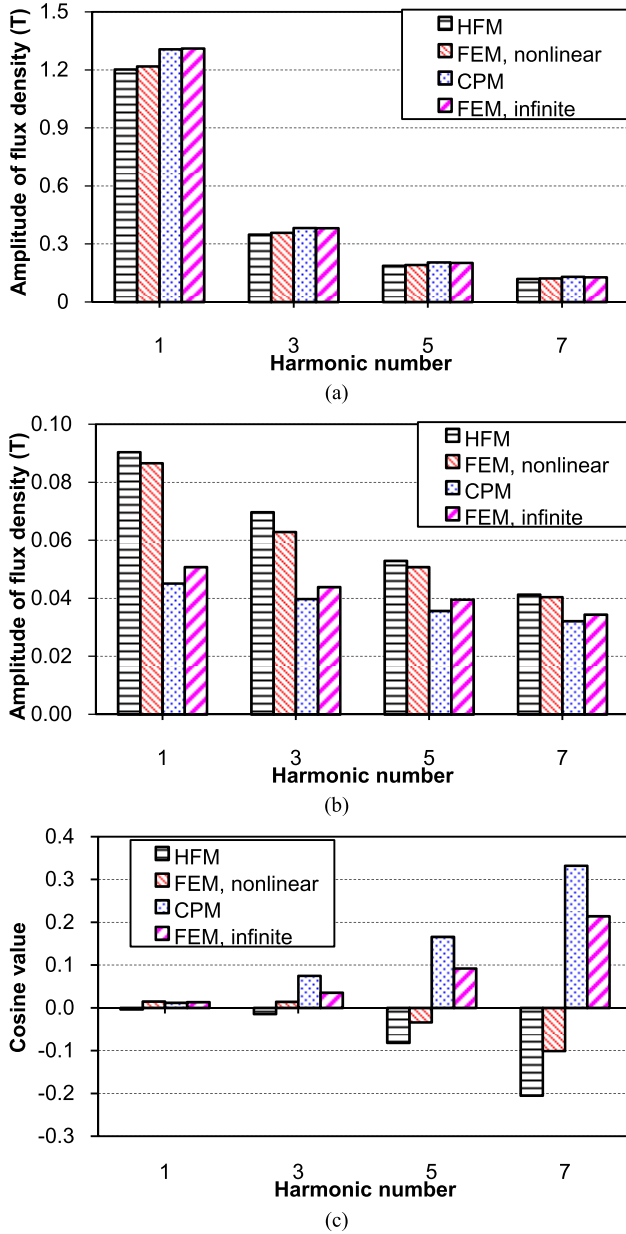 Amplitude of flux density (T)
1.5
1.2
0.9
0.6
0.3
0
HFM
FEM, nonlinear
CPM
FEM, infinite
1 3 5 7
Harmonic number
(a)
Amplitude of flux density (T)
0.10
0.08
0.06
0.04
0.02
0.00
HFM
FEM, nonlinear
CPM
FEM, infinite
1 3 5 7
Harmonic number
(b)
Cosine value
0.4
0.3
0.2
0.1
0.0
-0.1
-0.2
-0.3
HFM
FEM, nonlinear
CPM
FEM, infinite
1 3 5 7
Harmonic number
(c)